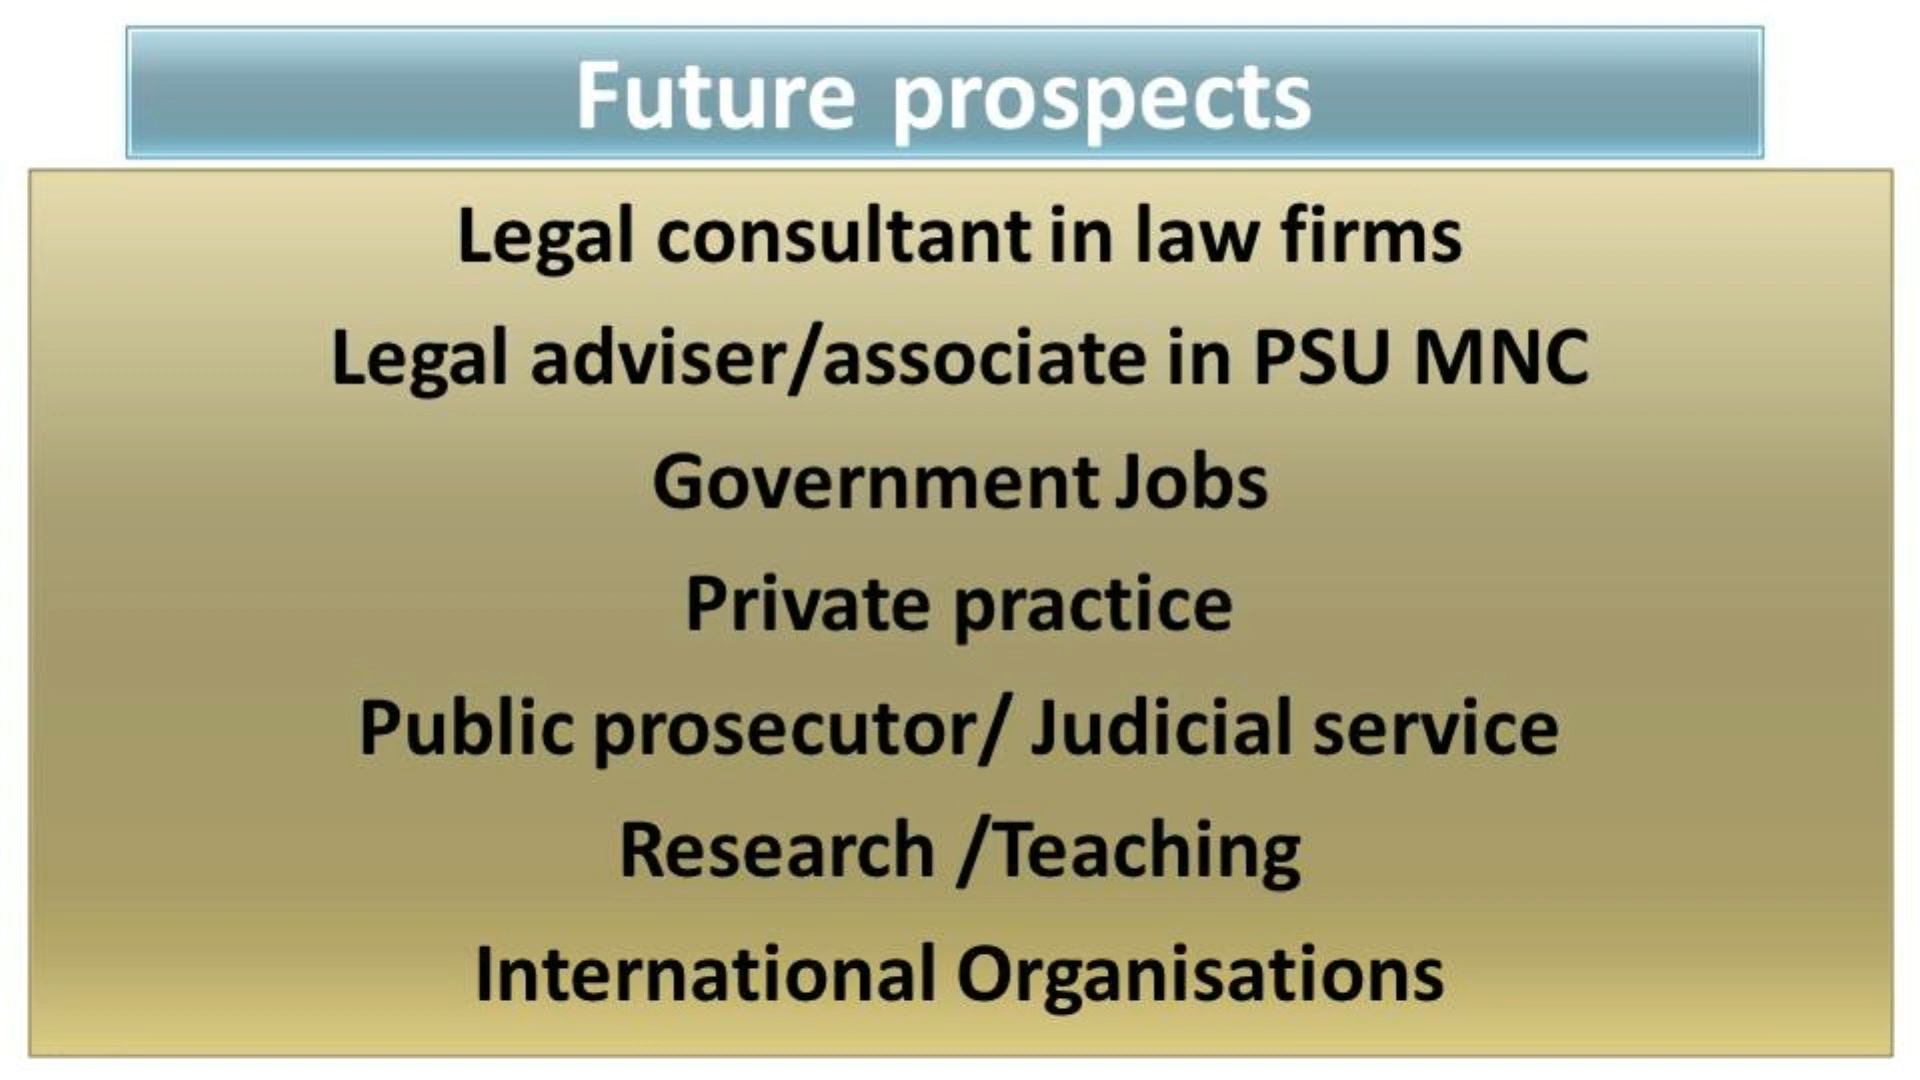 Future prospects
Legal consultant in law firms
Legal adviser/associate in PSU MNC
Government Jobs
Private practice
Public prosecutor/ Judicial service
Research /Teaching
International Organisations